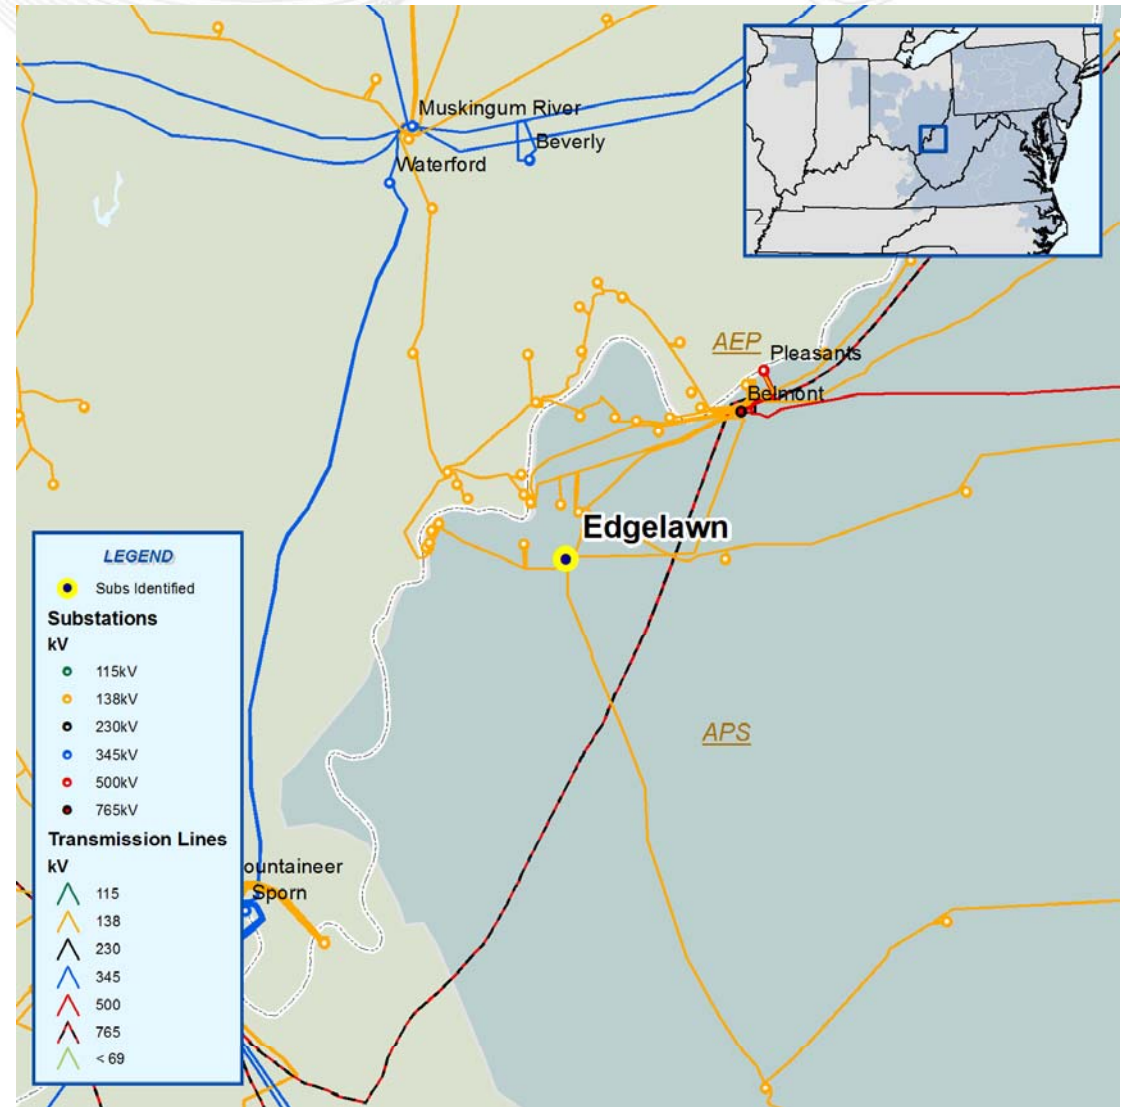 Muskingum River
Beverly
Waterford
AEP
Pleasants
Belmont
Edgelawn
APS
ountaineer
Sporn
LEGEND
Subs Identified
Substations
kV
115kV
138kV
230kV
345kV
500kV
765kV
Transmission Lines
kV
115
138
230
345
500
765
< 69